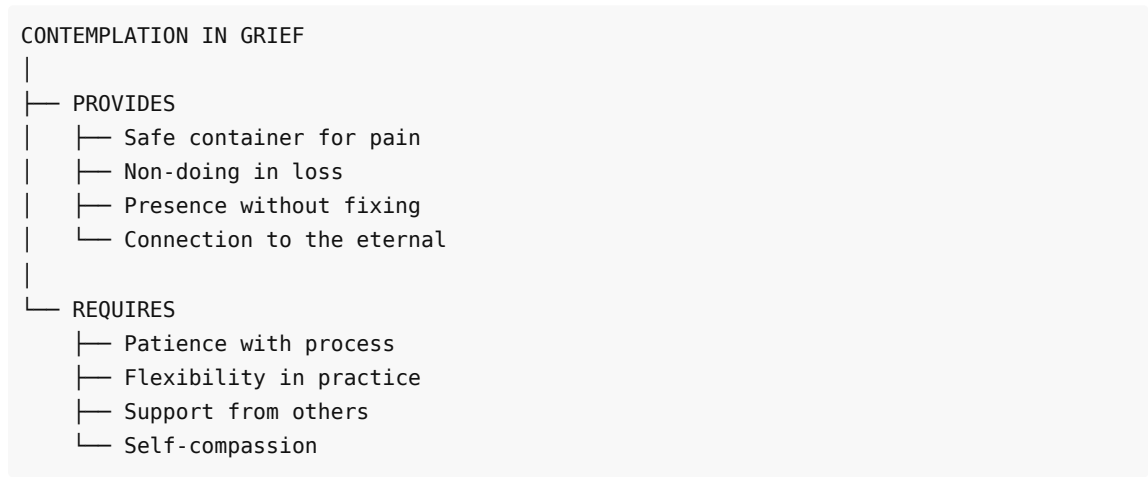 CONTEMPLATION IN GRIEF
│
├── PROVIDES
│   ├── Safe container for pain
│   ├── Non-doing in loss
│   ├── Presence without fixing
│   └── Connection to the eternal
│
└── REQUIRES
    ├── Patience with process
    ├── Flexibility in practice
    ├── Support from others
    └── Self-compassion